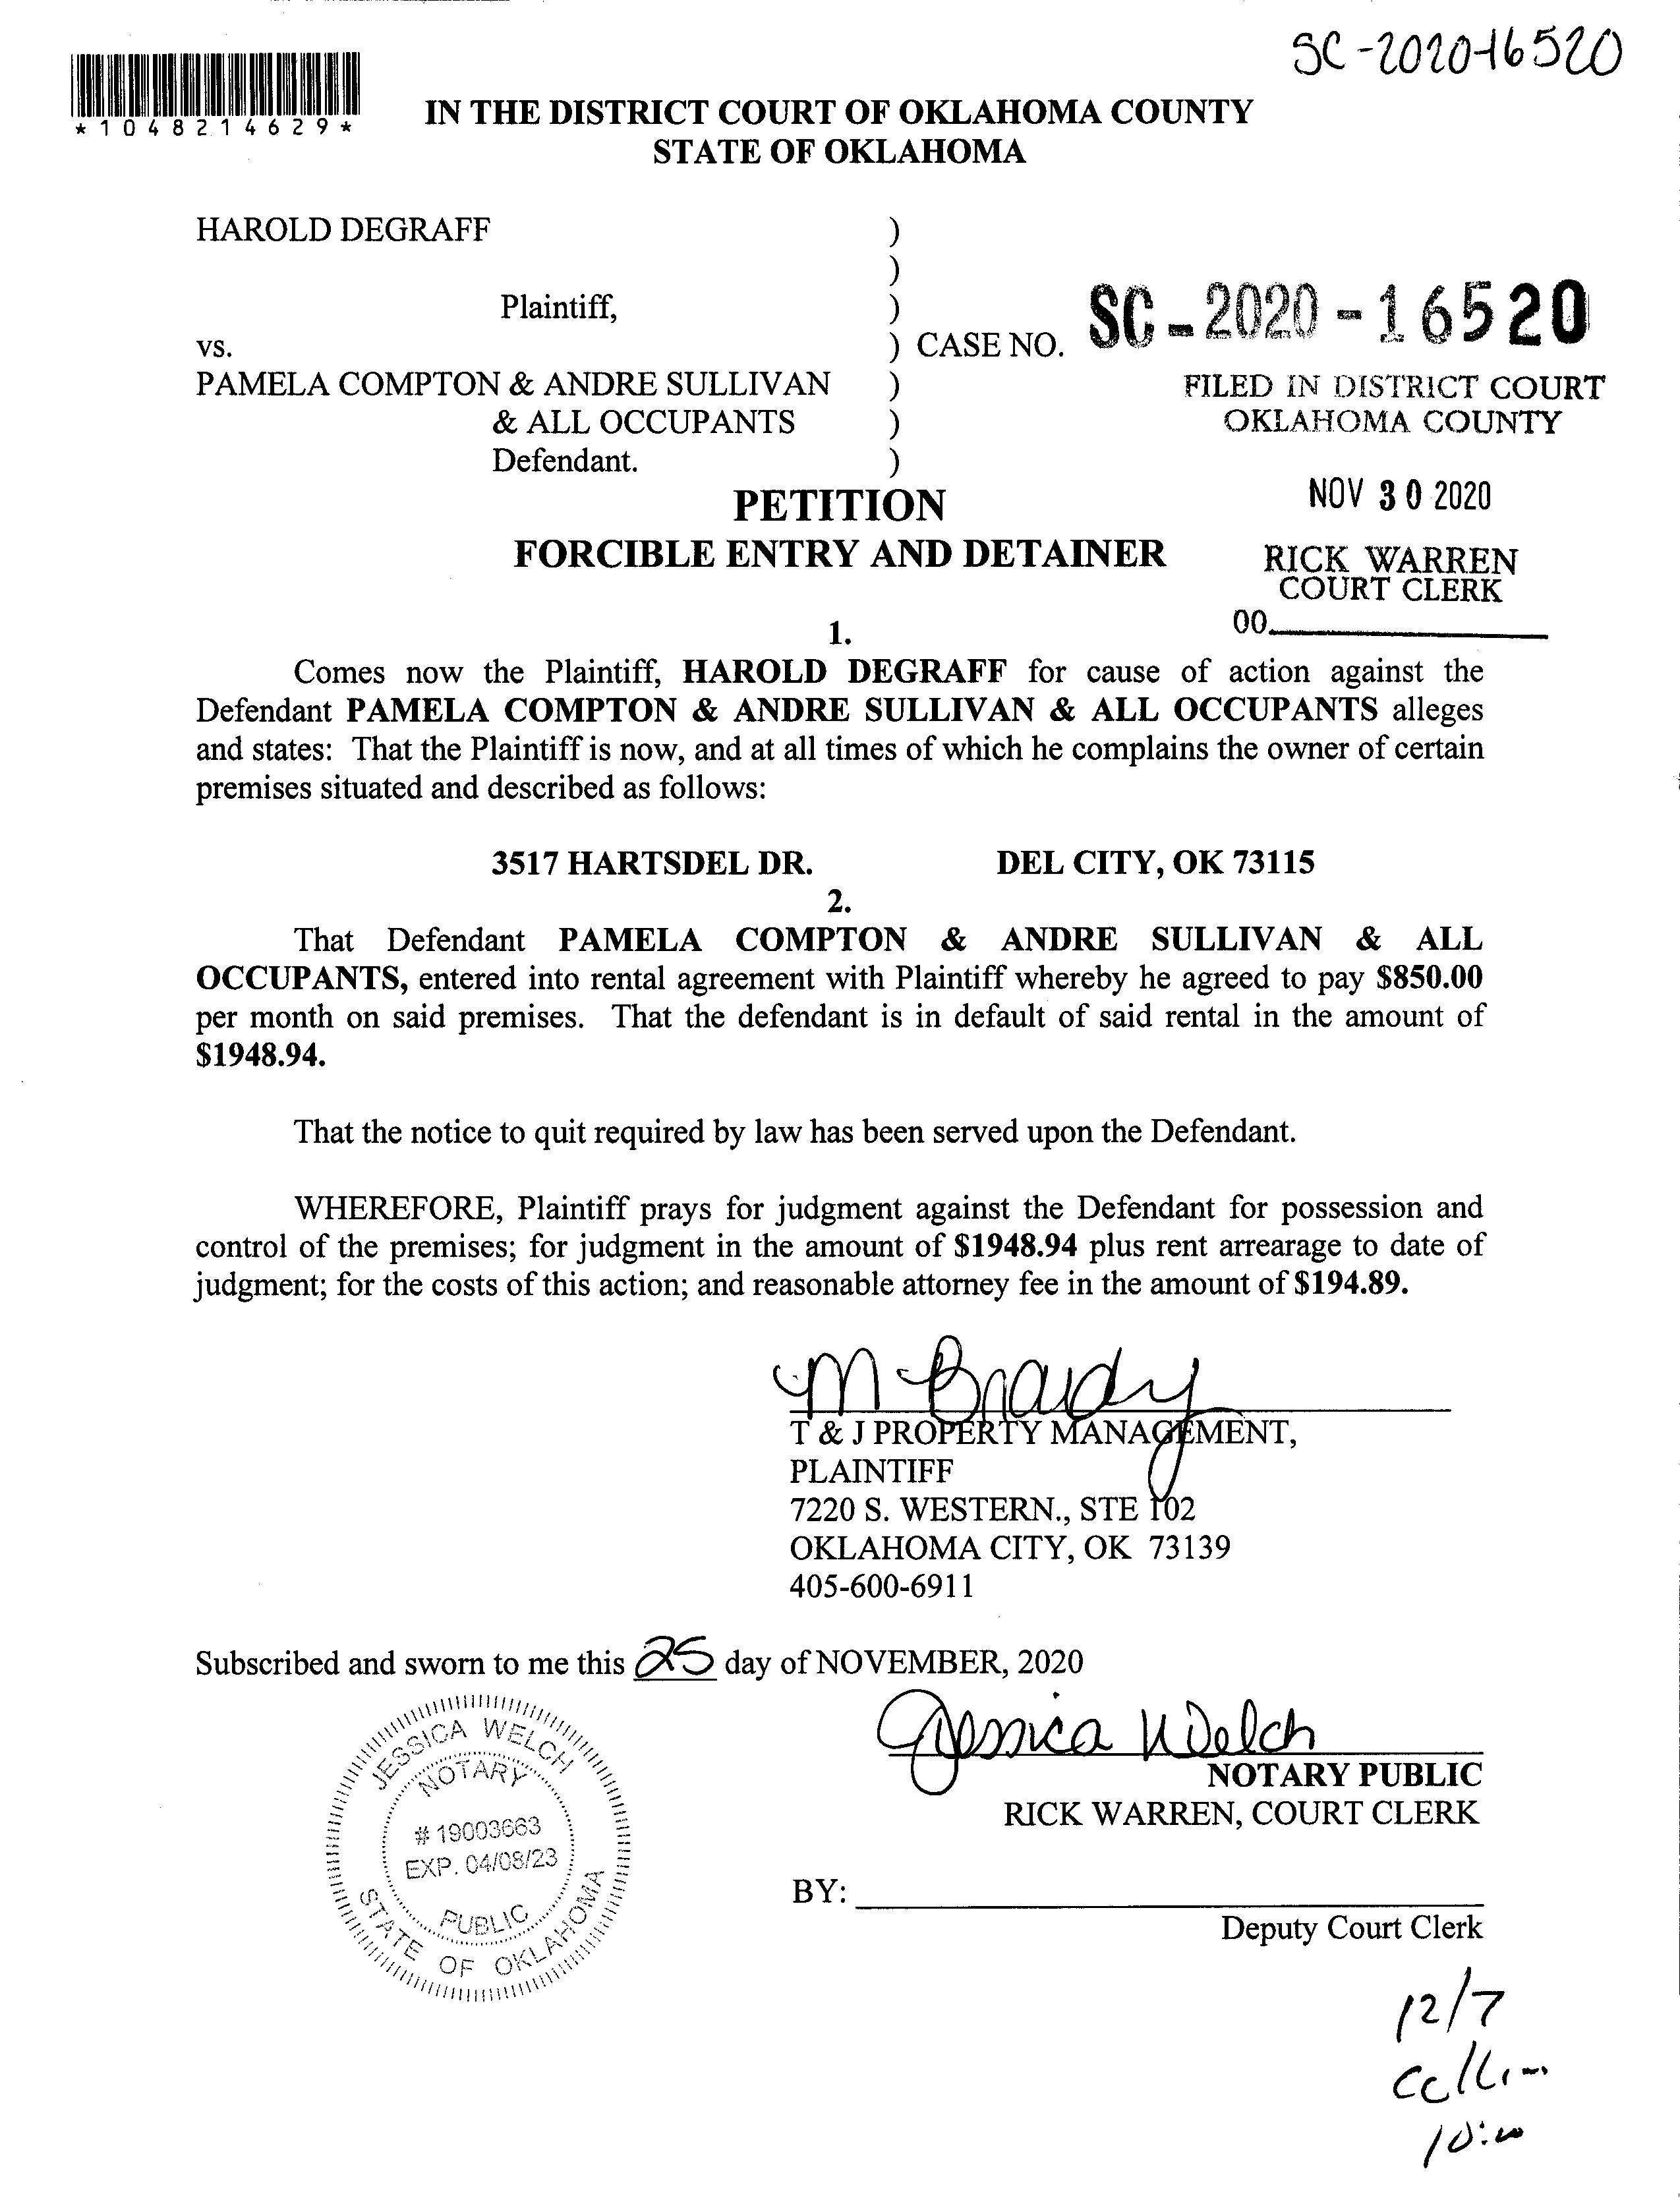 SC-2020-16520
*1048214629*
IN THE DISTRICT COURT OF OKLAHOMA COUNTY
STATE OF OKLAHOMA
HAROLD DEGRAFF )
)
Plaintiff, )
vs. ) CASE NO. SC-2020-16520
PAMELA COMPTON & ANDRE SULLIVAN )
& ALL OCCUPANTS )
Defendant. )
FILED IN DISTRICT COURT
OKLAHOMA COUNTY
NOV 30 2020
RICK WARREN
COURT CLERK
00
PETITION
FORCIBLE ENTRY AND DETAINER
1.
Comes now the Plaintiff, HAROLD DEGRAFF for cause of action against the
Defendant PAMELA COMPTON & ANDRE SULLIVAN & ALL OCCUPANTS alleges
and states: That the Plaintiff is now, and at all times of which he complains the owner of certain
premises situated and described as follows:
3517 HARTSDEL DR. DEL CITY, OK 73115
2.
That Defendant PAMELA COMPTON & ANDRE SULLIVAN & ALL
OCCUPANTS, entered into rental agreement with Plaintiff whereby he agreed to pay $850.00
per month on said premises. That the defendant is in default of said rental in the amount of
$1948.94.
That the notice to quit required by law has been served upon the Defendant.
WHEREFORE, Plaintiff prays for judgment against the Defendant for possession and
control of the premises; for judgment in the amount of $1948.94 plus rent arrearage to date of
judgment; for the costs of this action; and reasonable attorney fee in the amount of $194.89.
M Brady
T & J PROPERTY MANAGEMENT,
PLAINTIFF
7220 S. WESTERN., STE 102
OKLAHOMA CITY, OK 73139
405-600-6911
Subscribed and sworn to me this 25 day of NOVEMBER, 2020
Jessica Welch
NOTARY PUBLIC
RICK WARREN, COURT CLERK
JESSICA WELCH
NOTARY
# 19003663
EXP. 04/08/23
PUBLIC
STATE OF OKLAHOMA
BY:
Deputy Court Clerk
12/7